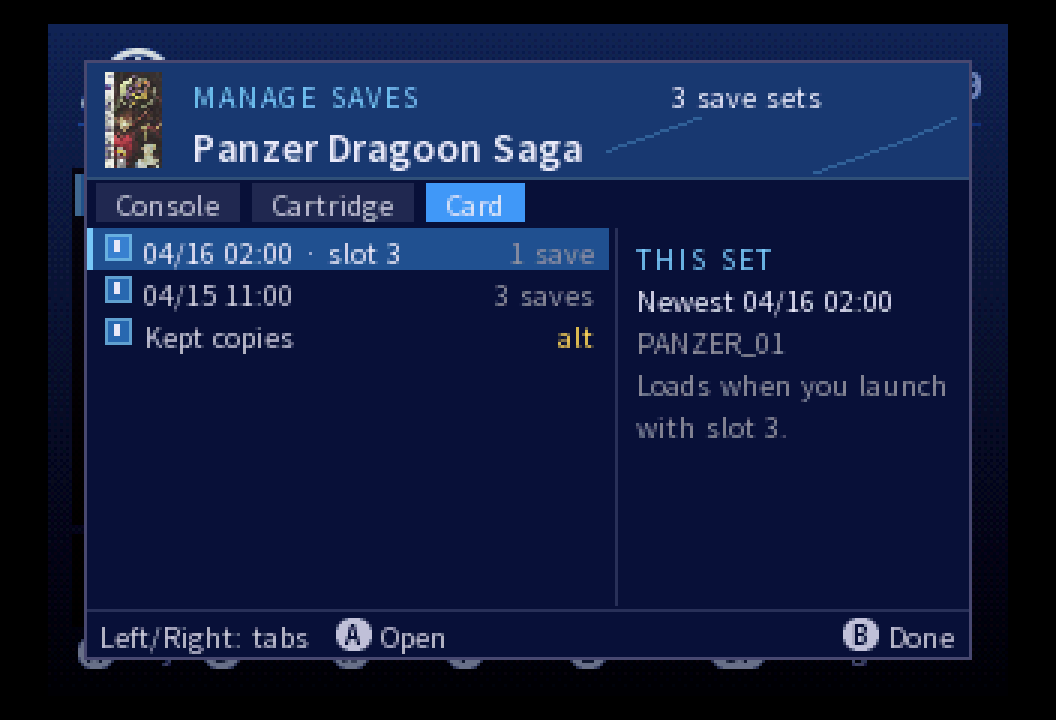 MANAGE SAVES
3 save sets
Panzer Dragoon Saga
Console Cartridge Card
04/16 02:00 · slot 3 1 save
04/15 11:00 3 saves
Kept copies alt
THIS SET
Newest 04/16 02:00
PANZER_01
Loads when you launch
with slot 3.
Left/Right: tabs A Open B Done